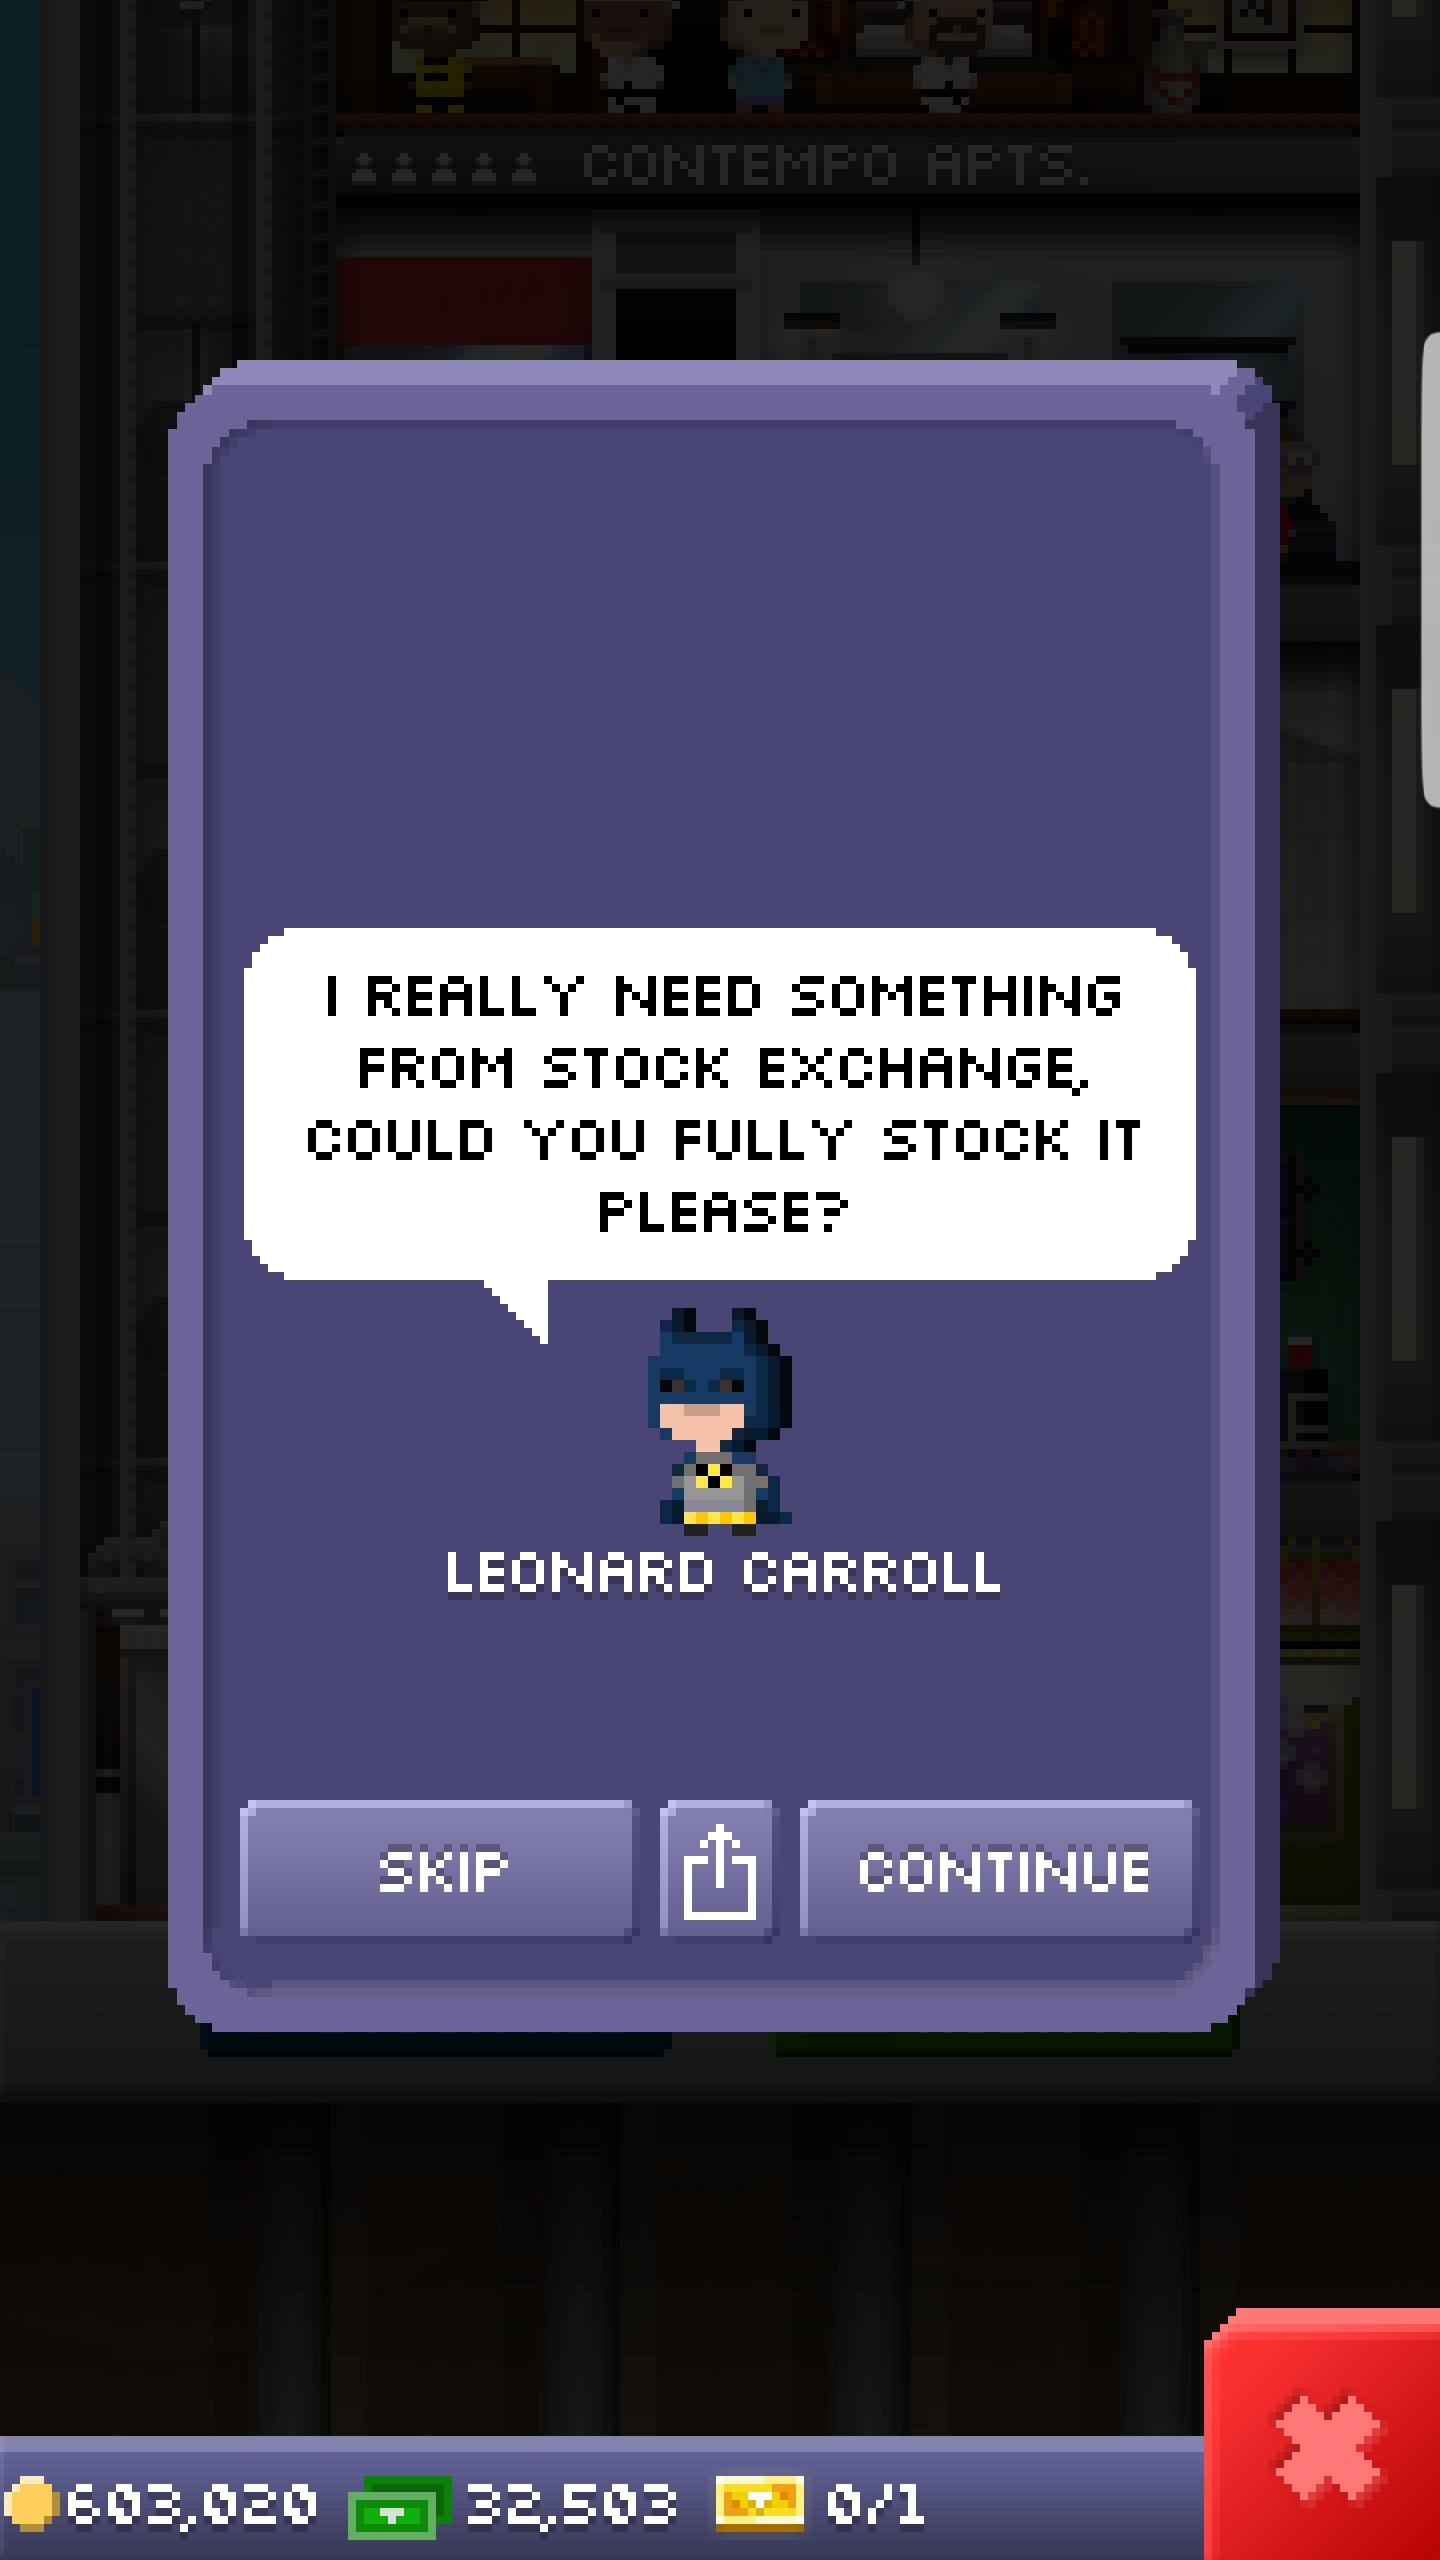 CONTEMPO APTS.
I REALLY NEED SOMETHING
FROM STOCK EXCHANGE,
COULD YOU FULLY STOCK IT
PLEASE?
LEONARD CARROLL
SKIP
CONTINUE
603,020 32,503 0/1